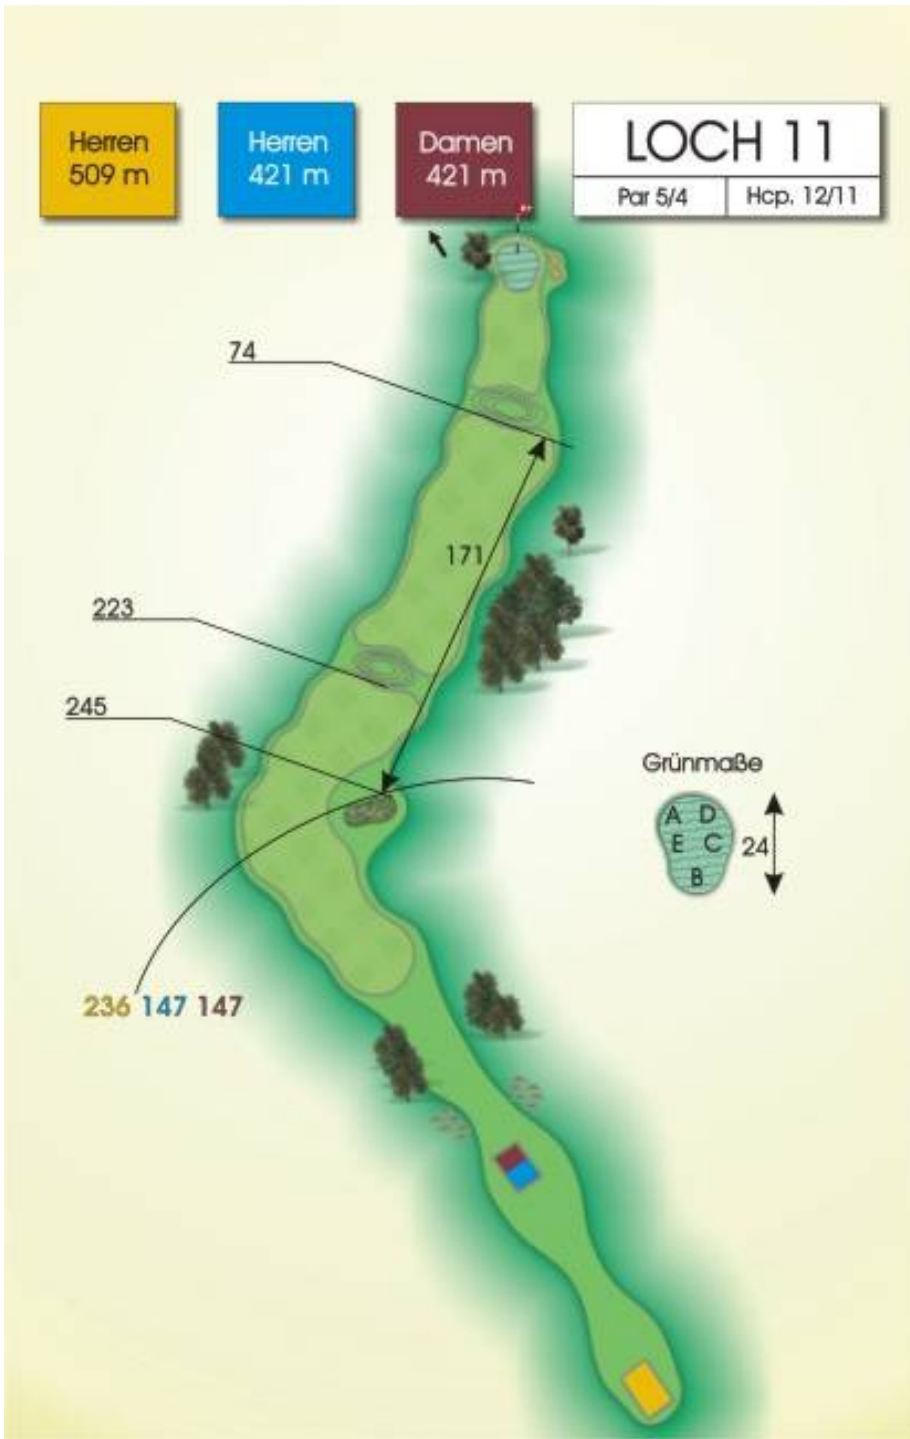 Herren
509 m
Herren
421 m
Damen
421 m
LOCH 11
Par 5/4
Hcp. 12/11
74
171
223
245
Grünmaße
A D
E C
B
24
236 147 147